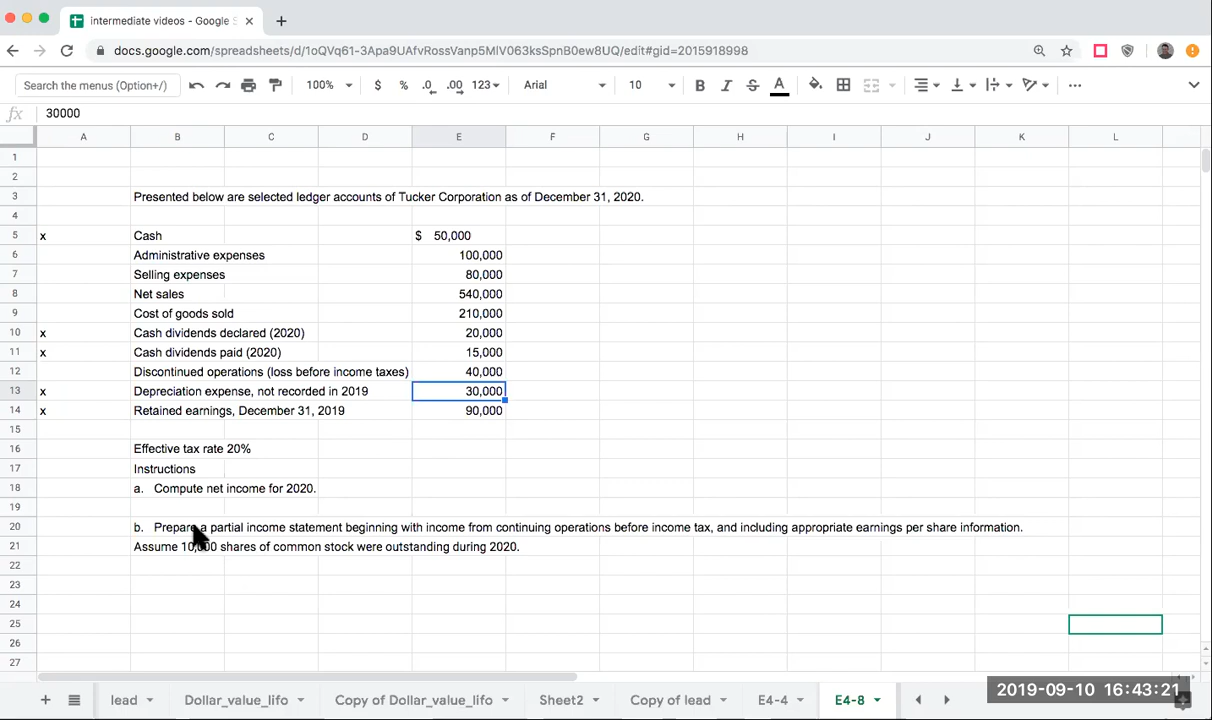 intermediate videos - Google S
docs.google.com/spreadsheets/d/1oQVq61-3Apa9UAfvRossVanp5MlV063ksSpnB0ew8UQ/edit#gid=2015918998
Search the menus (Option+/) 100% $ % .0 .00 123 Arial 10 B I S A
fx 30000
A B C D E F G H I J K L
1
2
3 Presented below are selected ledger accounts of Tucker Corporation as of December 31, 2020.
4
5 x Cash $ 50,000
6 Administrative expenses 100,000
7 Selling expenses 80,000
8 Net sales 540,000
9 Cost of goods sold 210,000
10 x Cash dividends declared (2020) 20,000
11 x Cash dividends paid (2020) 15,000
12 Discontinued operations (loss before income taxes) 40,000
13 x Depreciation expense, not recorded in 2019 30,000
14 x Retained earnings, December 31, 2019 90,000
15
16 Effective tax rate 20%
17 Instructions
18 a. Compute net income for 2020.
19
20 b. Prepare a partial income statement beginning with income from continuing operations before income tax, and including appropriate earnings per share information.
21 Assume 10,000 shares of common stock were outstanding during 2020.
22
23
24
25
26
27
lead Dollar_value_lifo Copy of Dollar_value_lifo Sheet2 Copy of lead E4-4 E4-8
2019-09-10 16:43:21